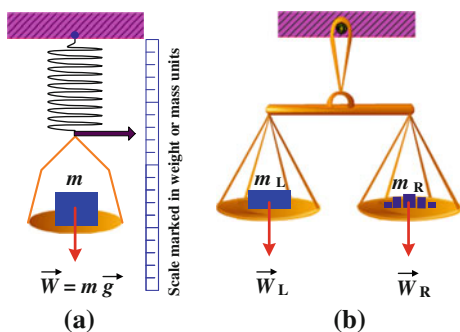 m
Scale marked in weight or mass units
W⃗ = m g⃗
(a)
m L
m R
W⃗ L
W⃗ R
(b)